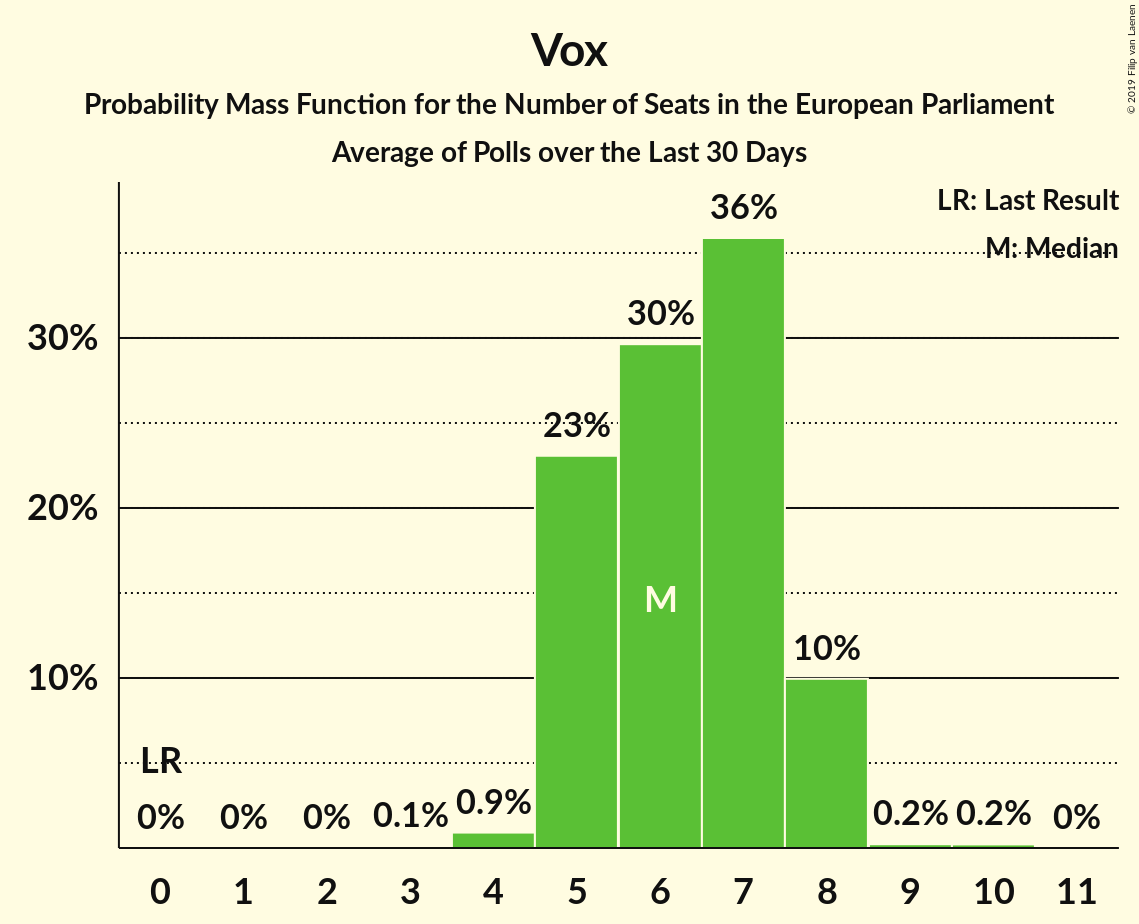 Vox
Probability Mass Function for the Number of Seats in the European Parliament
Average of Polls over the Last 30 Days
© 2019 Filip van Laenen
LR: Last Result
M: Median
36%
30%
30%
23%
20%
M
10%
10%
LR
0% 0% 0% 0.1% 0.9% 0.2% 0.2% 0%
0 1 2 3 4 5 6 7 8 9 10 11